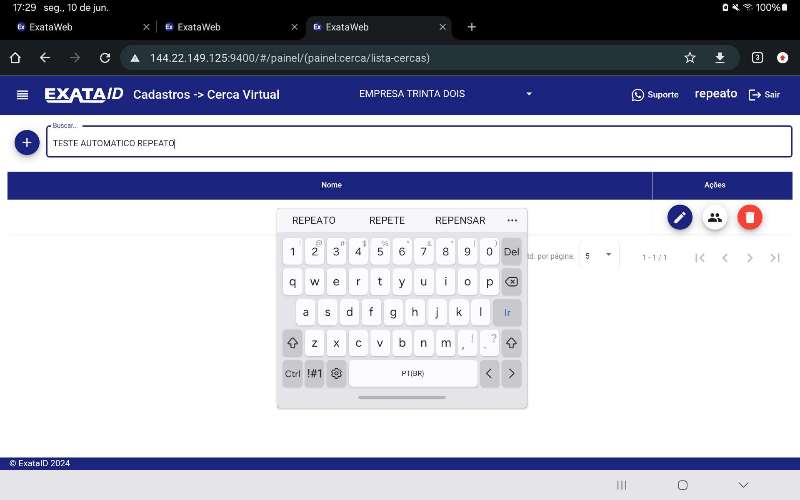 17:29 seg., 10 de jun. 100%
ExataWeb
ExataWeb
ExataWeb
144.22.149.125:9400/#/painel/(painel:cerca/lista-cercas)
3
EXATAID Cadastros -> Cerca Virtual EMPRESA TRINTA DOIS Suporte repeato Sair
Buscar...
TESTE AUTOMATICO REPEATO
Nome Ações
REPEATO REPETE REPENSAR ...
1 2 3 4 5 6 7 8 9 0 Del
q w e r t y u i o p
a s d f g h j k l Ir
z x c v b n m , ! . ?
Ctrl !#1 PT(BR) < >
td. por página: 5 1 - 1 / 1
© ExataID 2024